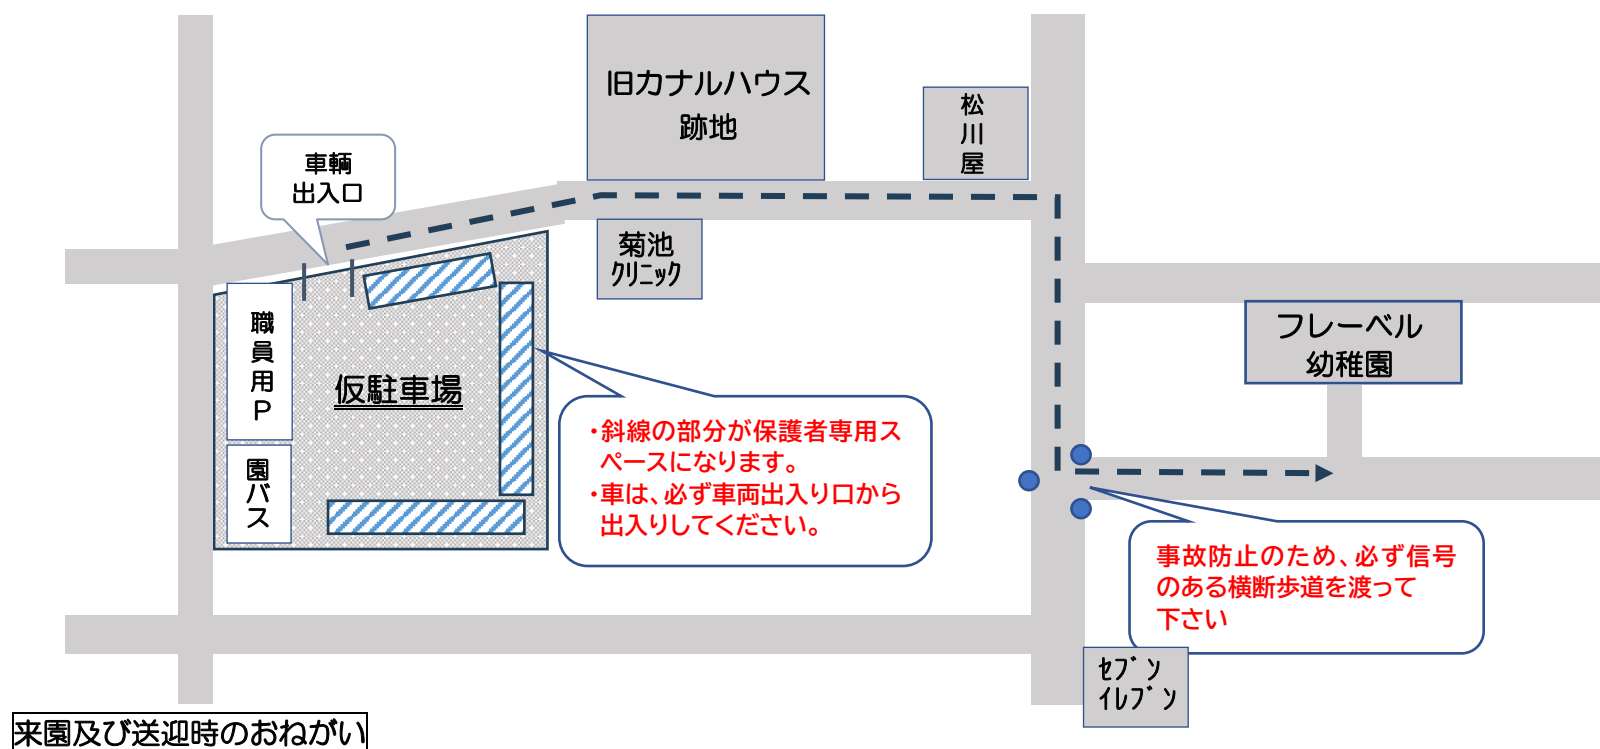 旧カナルハウス
跡地
松
川
屋
車輌
出入口
菊池
ｸﾘﾆｯｸ
職
員
用
Ｐ
仮駐車場
園
バ
ス
フレーベル
幼稚園
・斜線の部分が保護者専用ス
ペースになります。
・車は、必ず車両出入り口から
出入りしてください。
事故防止のため、必ず信号
のある横断歩道を渡って
下さい
ｾﾌﾞﾝ
ｲﾚﾌﾞﾝ
来園及び送迎時のおねがい